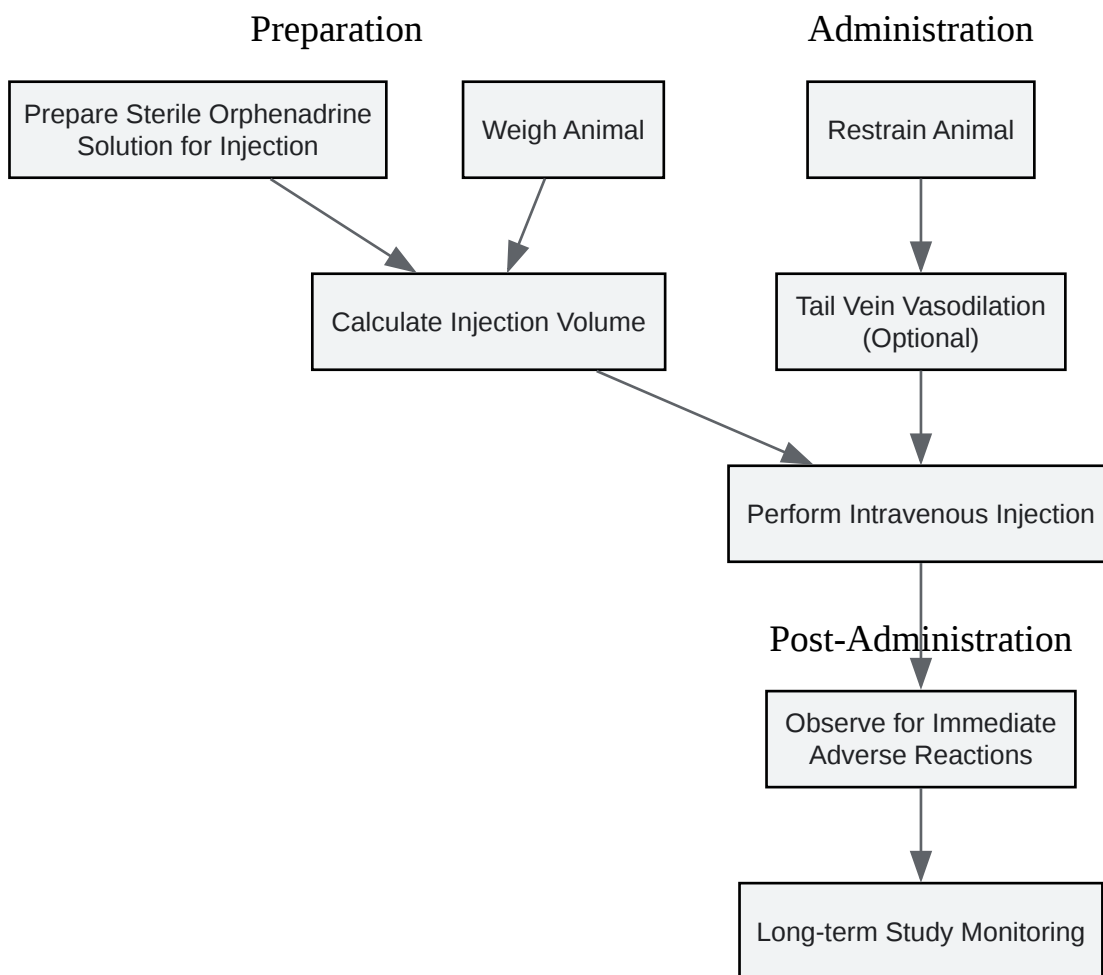 Preparation
Administration
Prepare Sterile Orphenadrine
Solution for Injection
Weigh Animal
Restrain Animal
Calculate Injection Volume
Tail Vein Vasodilation
(Optional)
Perform Intravenous Injection
Post-Administration
Observe for Immediate
Adverse Reactions
Long-term Study Monitoring